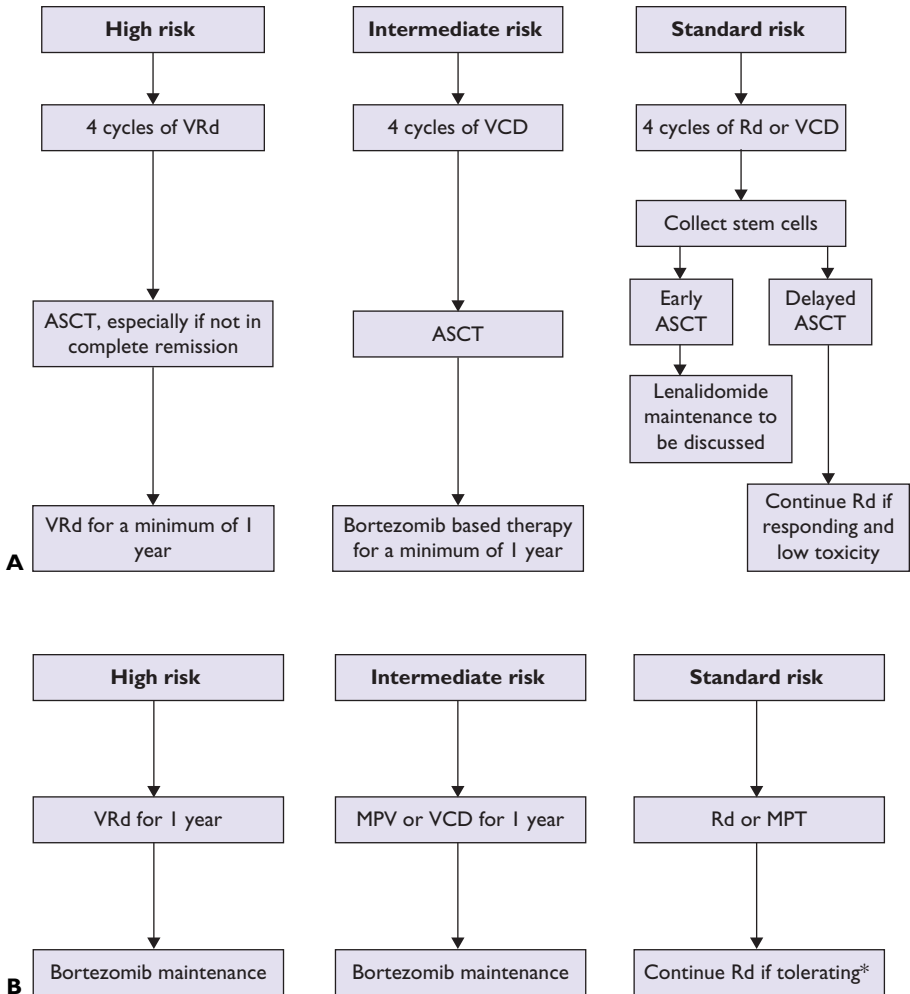 High risk
4 cycles of VRd
ASCT, especially if not in
complete remission
VRd for a minimum of 1
year
Intermediate risk
4 cycles of VCD
ASCT
Bortezomib based therapy
for a minimum of 1 year
Standard risk
4 cycles of Rd or VCD
Collect stem cells
Early
ASCT
Lenalidomide
maintenance to
be discussed
Delayed
ASCT
Continue Rd if
responding and
low toxicity
A
High risk
VRd for 1 year
Bortezomib maintenance
Intermediate risk
MPV or VCD for 1 year
Bortezomib maintenance
Standard risk
Rd or MPT
Continue Rd if tolerating*
B